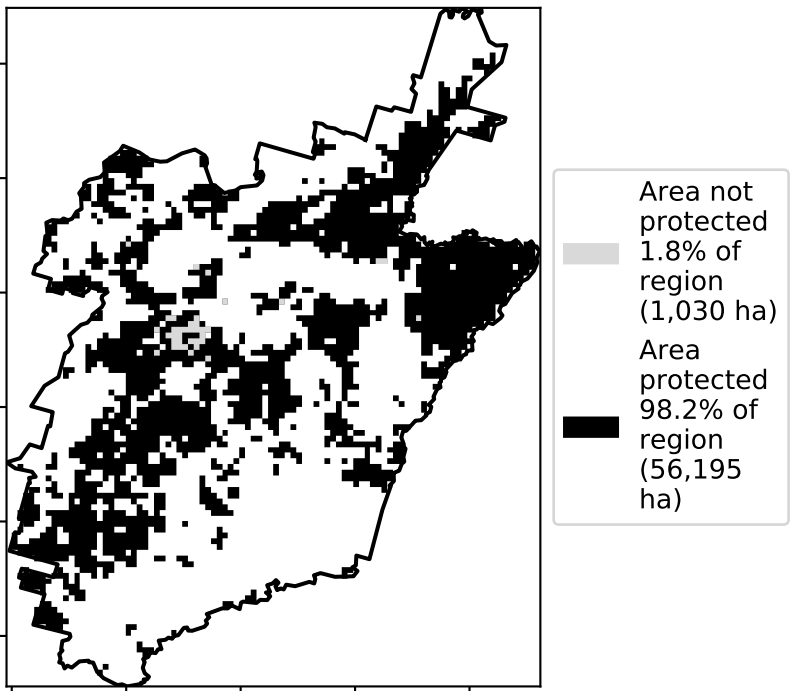 Area not
protected
1.8% of
region
(1,030 ha)
Area
protected
98.2% of
region
(56,195
ha)